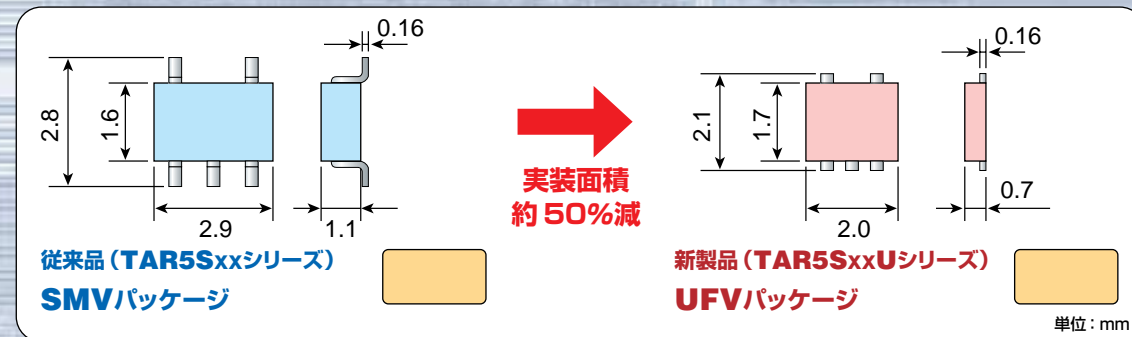 0.16
2.8
1.6
2.9
1.1
従来品（TAR5Sxxシリーズ）
SMVパッケージ
実装面積
約50%減
0.16
2.1
1.7
2.0
0.7
新製品（TAR5SxxUシリーズ）
UFVパッケージ
単位：mm